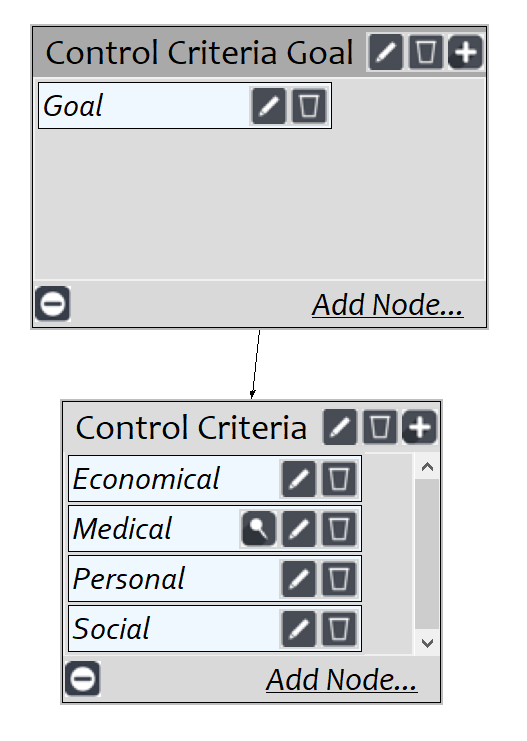 Control Criteria Goal
Goal
Add Node...
Control Criteria
Economical
Medical
Personal
Social
Add Node...